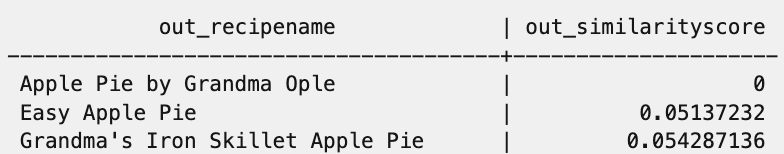 out_recipename | out_similarityscore
---------------------------------------+---------------------
Apple Pie by Grandma Ople | 0
Easy Apple Pie | 0.05137232
Grandma's Iron Skillet Apple Pie | 0.054287136